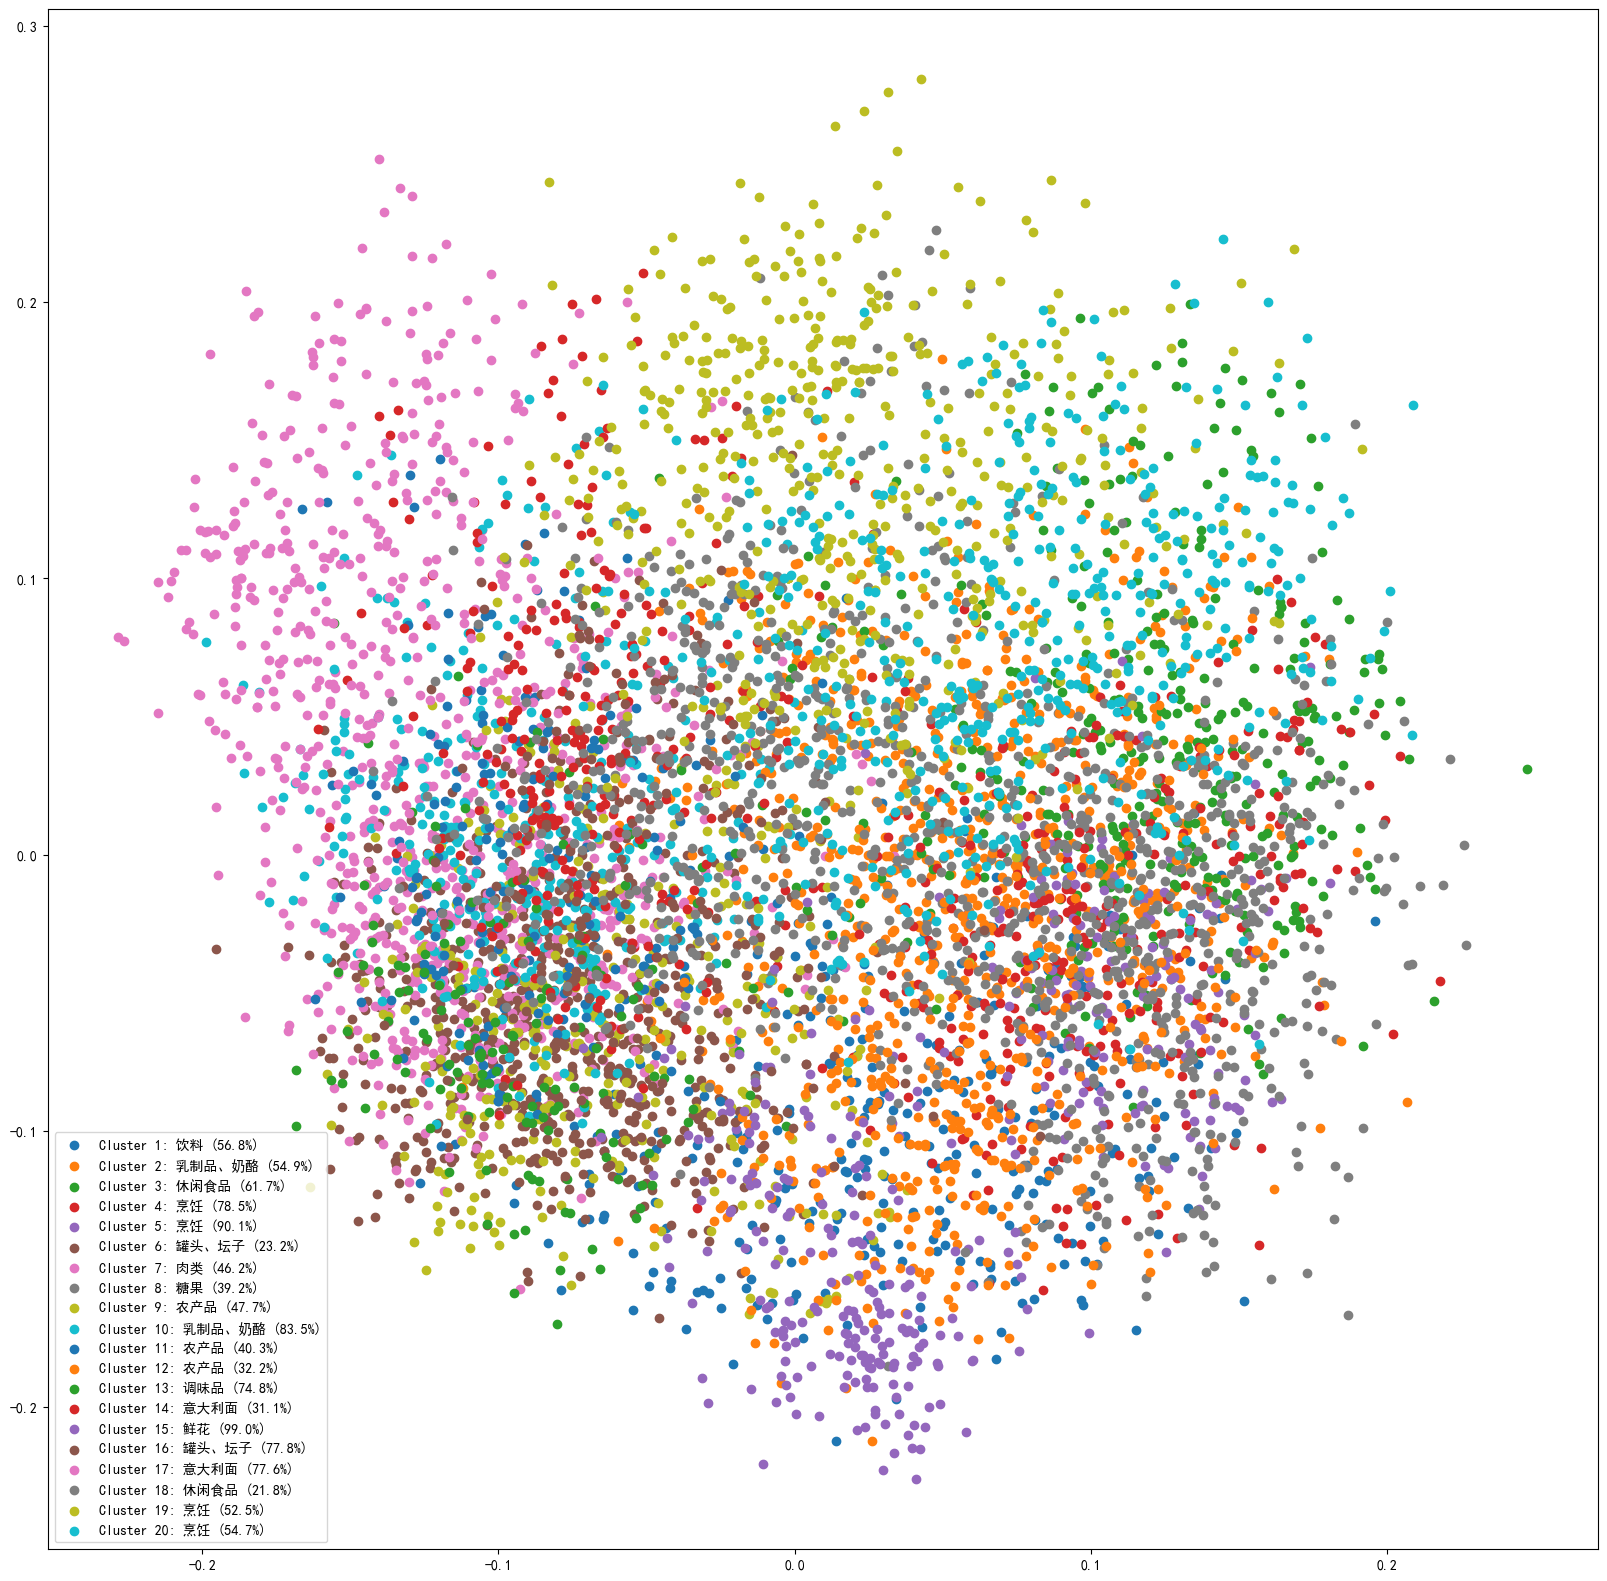 0.3
0.2
0.1
0.0
-0.1
-0.2
Cluster 1: 饮料 (56.8%)
Cluster 2: 乳制品、奶酪 (54.9%)
Cluster 3: 休闲食品 (61.7%)
Cluster 4: 烹饪 (78.5%)
Cluster 5: 烹饪 (90.1%)
Cluster 6: 罐头、坛子 (23.2%)
Cluster 7: 肉类 (46.2%)
Cluster 8: 糖果 (39.2%)
Cluster 9: 农产品 (47.7%)
Cluster 10: 乳制品、奶酪 (83.5%)
Cluster 11: 农产品 (40.3%)
Cluster 12: 农产品 (32.2%)
Cluster 13: 调味品 (74.8%)
Cluster 14: 意大利面 (31.1%)
Cluster 15: 鲜花 (99.0%)
Cluster 16: 罐头、坛子 (77.8%)
Cluster 17: 意大利面 (77.6%)
Cluster 18: 休闲食品 (21.8%)
Cluster 19: 烹饪 (52.5%)
Cluster 20: 烹饪 (54.7%)
-0.2 -0.1 0.0 0.1 0.2